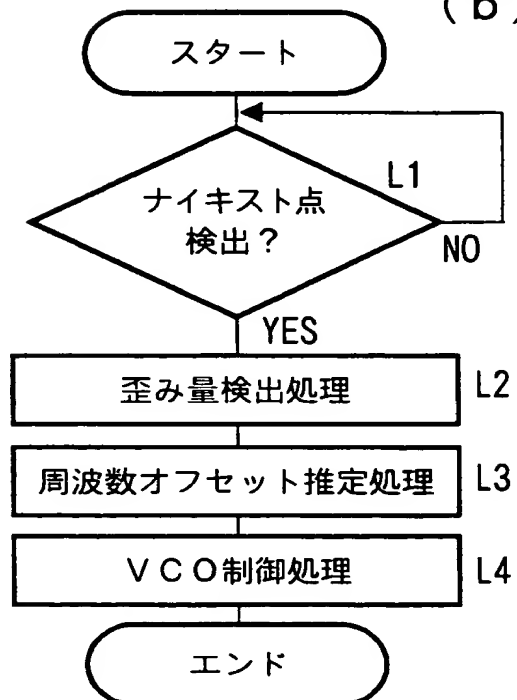 (b)
スタート
L1
ナイキスト点
検出？
NO
YES
歪み量検出処理 L2
周波数オフセット推定処理 L3
ＶＣＯ制御処理 L4
エンド